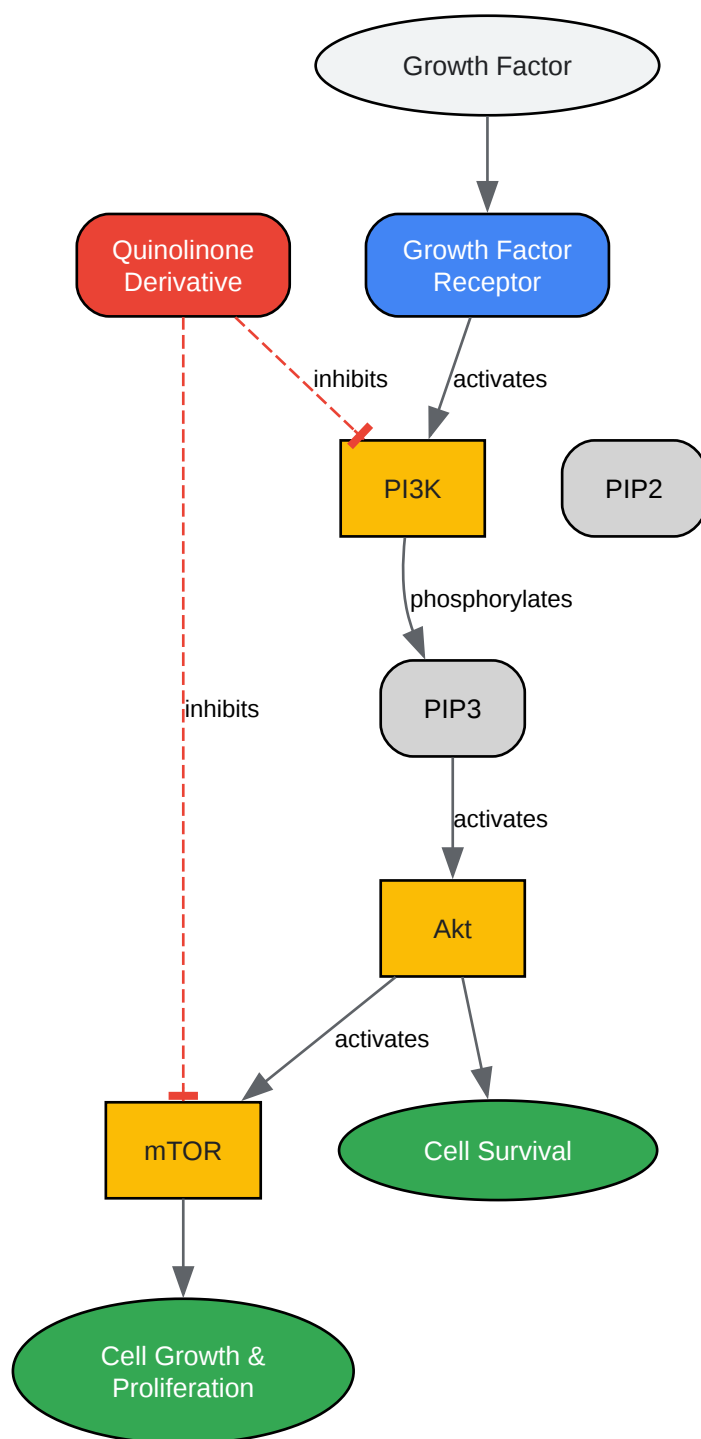 Growth Factor
Quinolinone
Derivative
Growth Factor
Receptor
inhibits
activates
PI3K
PIP2
phosphorylates
PIP3
inhibits
activates
Akt
activates
mTOR
Cell Survival
Cell Growth &
Proliferation